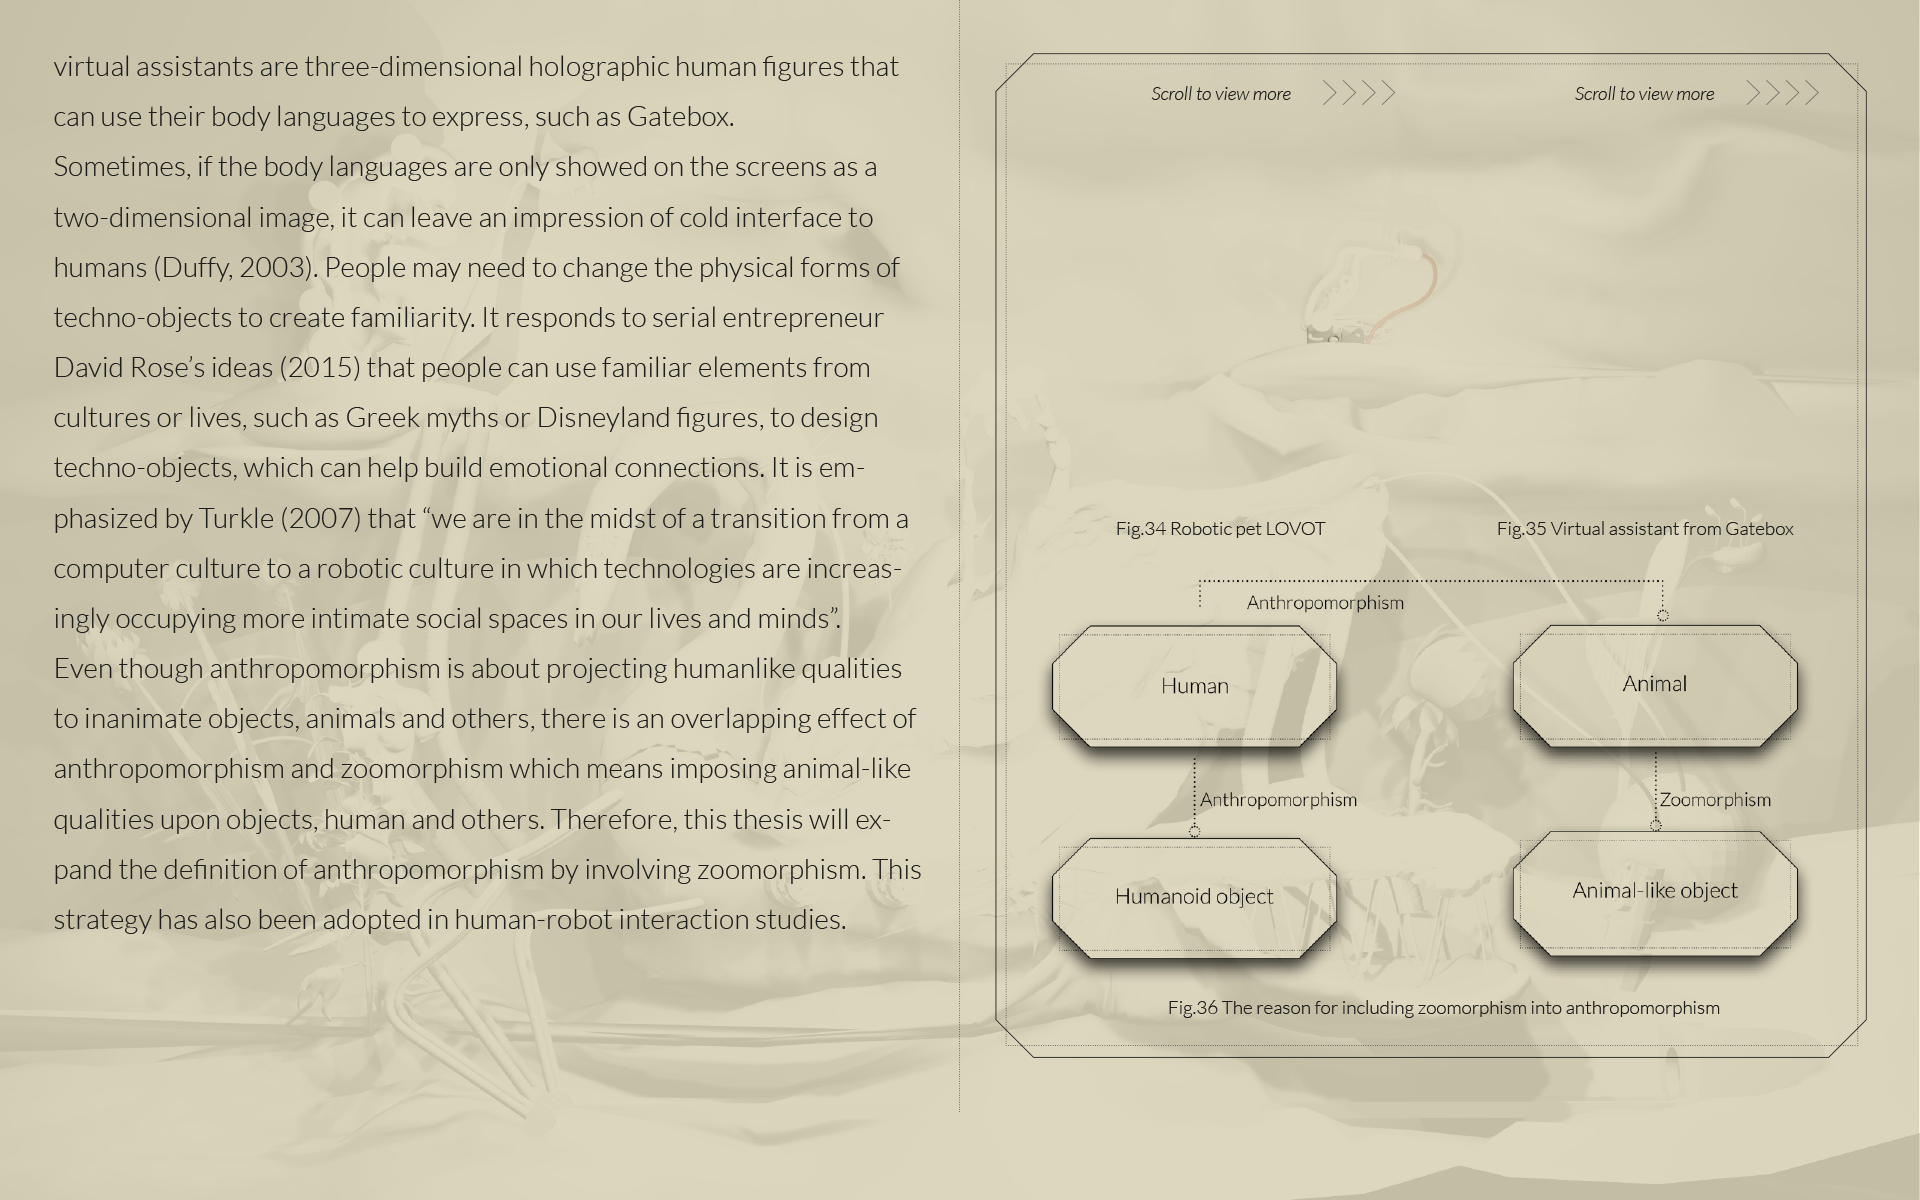 virtual assistants are three-dimensional holographic human figures that
can use their body languages to express, such as Gatebox.
Sometimes, if the body languages are only showed on the screens as a
two-dimensional image, it can leave an impression of cold interface to
humans (Duffy, 2003). People may need to change the physical forms of
techno-objects to create familiarity. It responds to serial entrepreneur
David Rose’s ideas (2015) that people can use familiar elements from
cultures or lives, such as Greek myths or Disneyland figures, to design
techno-objects, which can help build emotional connections. It is em-
phasized by Turkle (2007) that “we are in the midst of a transition from a
computer culture to a robotic culture in which technologies are increas-
ingly occupying more intimate social spaces in our lives and minds”.
Even though anthropomorphism is about projecting humanlike qualities
to inanimate objects, animals and others, there is an overlapping effect of
anthropomorphism and zoomorphism which means imposing animal-like
qualities upon objects, human and others. Therefore, this thesis will ex-
pand the definition of anthropomorphism by involving zoomorphism. This
strategy has also been adopted in human-robot interaction studies.
Scroll to view more
Scroll to view more
Fig.34 Robotic pet LOVOT
Fig.35 Virtual assistant from Gatebox
Anthropomorphism
Human
Animal
Anthropomorphism
Zoomorphism
Humanoid object
Animal-like object
Fig.36 The reason for including zoomorphism into anthropomorphism